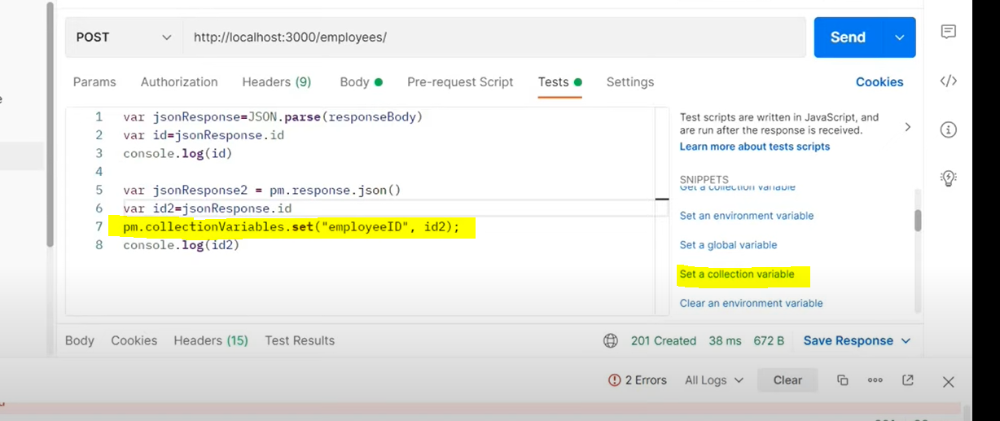 POST http://localhost:3000/employees/ Send
Params Authorization Headers (9) Body Pre-request Script Tests Settings Cookies
1 var jsonResponse=JSON.parse(responseBody)
2 var id=jsonResponse.id
3 console.log(id)
4
5 var jsonResponse2 = pm.response.json()
6 var id2=jsonResponse.id
7 pm.collectionVariables.set("employeeID", id2);
8 console.log(id2)
Test scripts are written in JavaScript, and
are run after the response is received.
Learn more about tests scripts
SNIPPETS
Get a collection variable
Set an environment variable
Set a global variable
Set a collection variable
Clear an environment variable
Body Cookies Headers (15) Test Results 201 Created 38 ms 672 B Save Response
2 Errors All Logs Clear